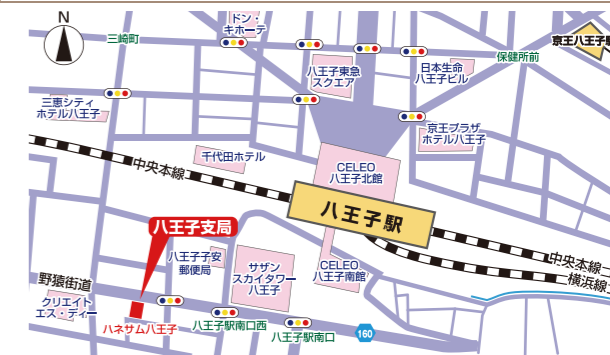 N
ドン・
キホーテ
三崎町
京王八王子駅
八王子東急
スクエア
日本生命
八王子ビル
保健所前
三恵シティ
ホテル八王子
京王プラザ
ホテル八王子
千代田ホテル
中央本線
CELEO
八王子北館
八王子駅
八王子支局
八王子子安
郵便局
サザン
スカイタワー
八王子
CELEO
八王子南館
中央本線
横浜線
野猿街道
クリエイト
エス・ディー
ハネサム八王子
八王子駅南口西
八王子駅南口
160